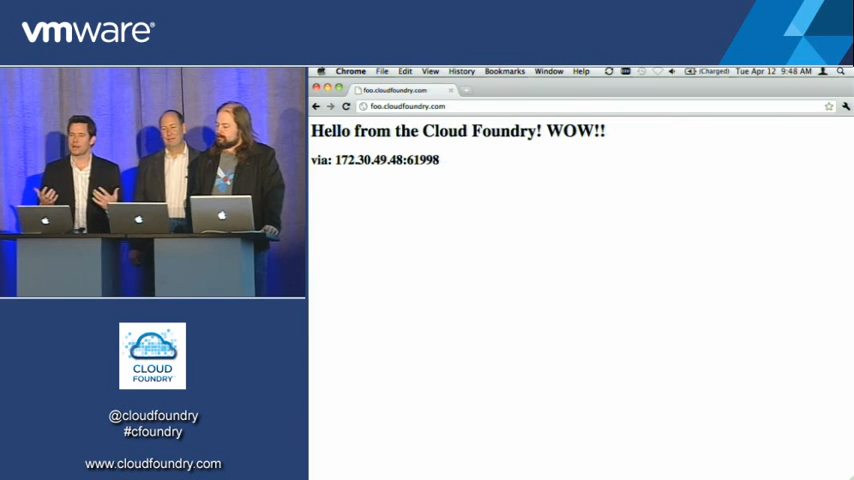 vmware®
Chrome File Edit View History Bookmarks Window Help (Charged) Tue Apr 12 9:48 AM
foo.cloudfoundry.com
foo.cloudfoundry.com
Hello from the Cloud Foundry! WOW!!
via: 172.30.49.48:61998
CLOUD
FOUNDRY
@cloudfoundry
#cfoundry
www.cloudfoundry.com